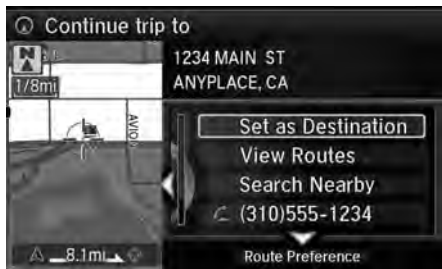 Continue trip to
1234 MAIN ST
ANYPLACE, CA
N
1/8mi
AVIO
Set as Destination
View Routes
Search Nearby
(310)555-1234
8.1mi
Route Preference